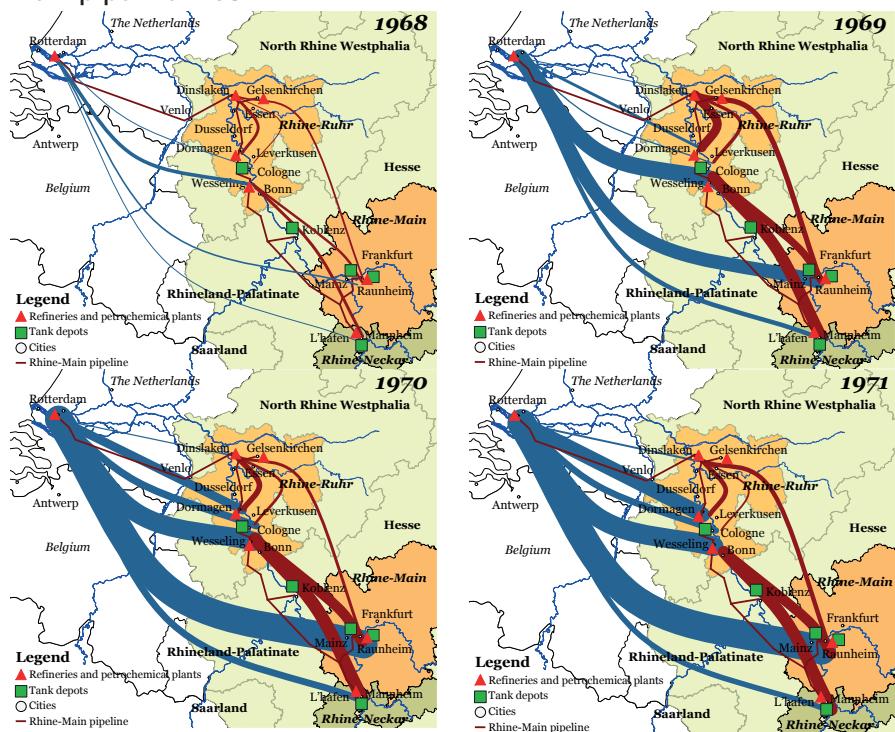 1968
The Netherlands
Rotterdam
North Rhine Westphalia
Dinslaken
Gelsenkirchen
Venlo
Essen
Rhine-Ruhr
Antwerp
Dusseldorf
Dormagen
Leverkusen
Cologne
Hesse
Belgium
Wesseling
Bonn
Rhine-Main
Koblenz
Frankfurt
Mainz
Raunheim
Rhineland-Palatinate
Legend
Refineries and petrochemical plants
Tank depots
Cities
Rhine-Main pipeline
L'hafen
Mannheim
Saarland
Rhine-Neckar
1969
The Netherlands
Rotterdam
North Rhine Westphalia
Dinslaken
Gelsenkirchen
Venlo
Essen
Rhine-Ruhr
Antwerp
Dusseldorf
Dormagen
Leverkusen
Cologne
Hesse
Belgium
Wesseling
Bonn
Rhine-Main
Koblenz
Frankfurt
Mainz
Raunheim
Rhineland-Palatinate
Legend
Refineries and petrochemical plants
Tank depots
Cities
Rhine-Main pipeline
L'hafen
Mannheim
Saarland
Rhine-Neckar
1970
The Netherlands
Rotterdam
North Rhine Westphalia
Dinslaken
Gelsenkirchen
Venlo
Essen
Rhine-Ruhr
Antwerp
Dusseldorf
Dormagen
Leverkusen
Cologne
Hesse
Belgium
Wesseling
Bonn
Rhine-Main
Koblenz
Frankfurt
Mainz
Raunheim
Rhineland-Palatinate
Legend
Refineries and petrochemical plants
Tank depots
Cities
Rhine-Main pipeline
L'hafen
Mannheim
Saarland
Rhine-Neckar
1971
The Netherlands
Rotterdam
North Rhine Westphalia
Dinslaken
Gelsenkirchen
Venlo
Essen
Rhine-Ruhr
Antwerp
Dusseldorf
Dormagen
Leverkusen
Cologne
Hesse
Belgium
Wesseling
Bonn
Rhine-Main
Koblenz
Frankfurt
Mainz
Raunheim
Rhineland-Palatinate
Legend
Refineries and petrochemical plants
Tank depots
Cities
Rhine-Main pipeline
L'hafen
Mannheim
Saarland
Rhine-Neckar